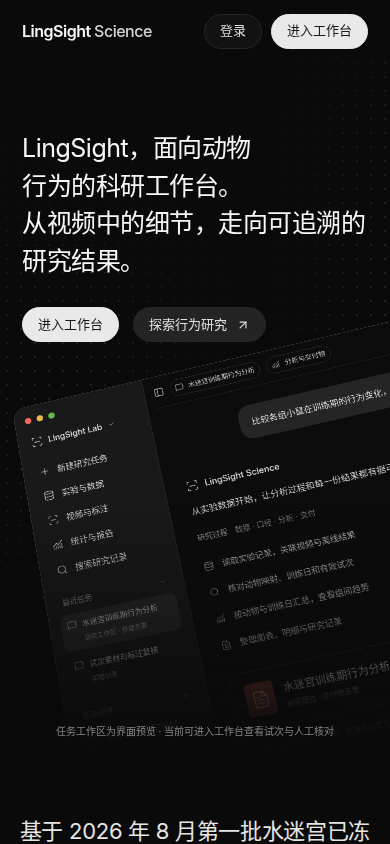 LingSight Science
登录
进入工作台
LingSight，面向动物
行为的科研工作台。
从视频中的细节，走向可追溯的
研究结果。
进入工作台
探索行为研究
水迷宫训练期行为分析
分析与交付物
LingSight Lab
比较各组小鼠在训练期的行为变化，
新建研究任务
实验与数据
视频与标注
统计与报告
搜索研究记录
LingSight Science
从实验数据开始，让分析过程和每一份结果都有据
研究过程 数据 · 口径 · 分析 · 交付
读取实验记录，关联视频与离线结果
核对动物映射、训练日和有效试次
按动物与训练日汇总，查看组间趋势
整理图表、明细与研究记录
最近任务
水迷宫训练期行为分析
试次素材与标注复核
水迷宫训练期行为分析
任务工作区为界面预览 · 当前可进入工作台查看试次与人工核对
基于 2026 年 8 月第一批水迷宫已冻